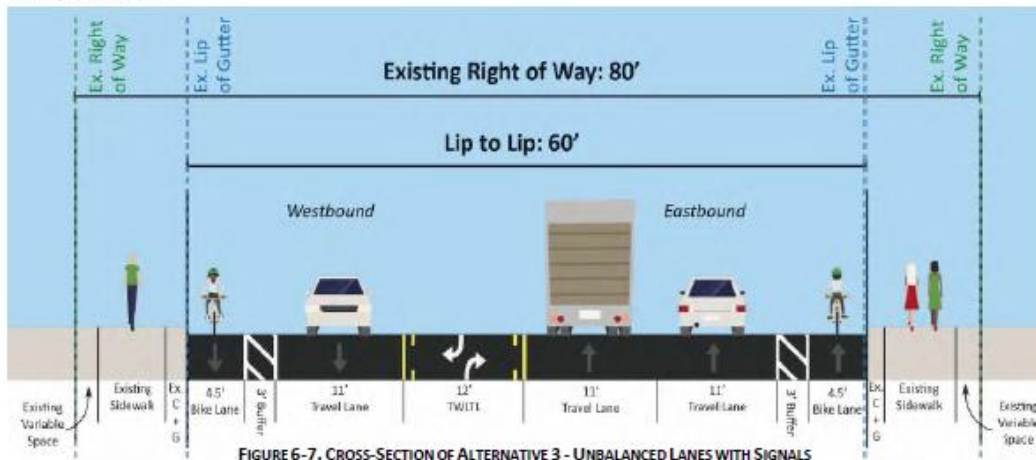 Ex. Right
of Way
Ex. Lip
of Gutter
Existing Right of Way: 80'
Ex. Lip
of Gutter
Ex. Right
of Way
Lip to Lip: 60'
Westbound
Eastbound
Existing
Variable
Space
Existing
Sidewalk
Ex.
C + G
4.5'
Bike Lane
3' Buffer
11'
Travel Lane
12'
TWLTL
11'
Travel Lane
11'
Travel Lane
3' Buffer
4.5'
Bike Lane
Ex.
C + G
Existing
Sidewalk
Existing
Variable
Space
FIGURE 6-7. CROSS-SECTION OF ALTERNATIVE 3 - UNBALANCED LANES WITH SIGNALS